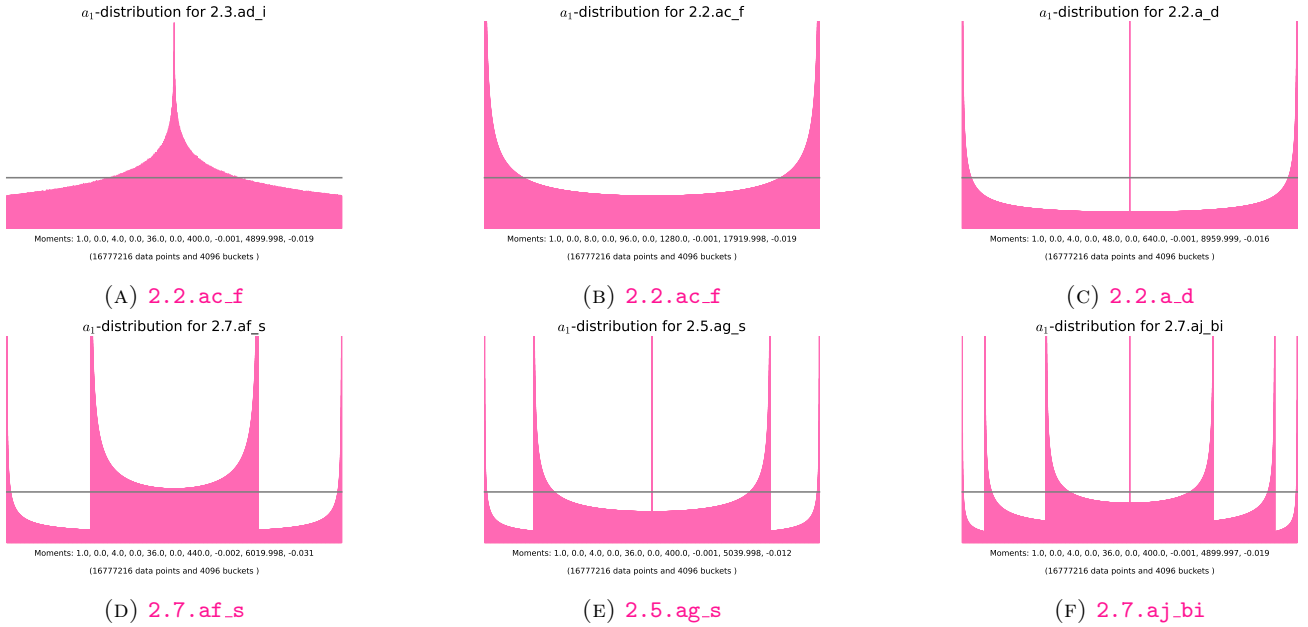 a₁-distribution for 2.3.ad_i
Moments: 1.0, 0.0, 4.0, 0.0, 36.0, 0.0, 400.0, -0.001, 4899.998, -0.019
(16777216 data points and 4096 buckets )
(A) 2.2.ac_f
a₁-distribution for 2.2.ac_f
Moments: 1.0, 0.0, 8.0, 0.0, 96.0, 0.0, 1280.0, -0.001, 17919.998, -0.019
(16777216 data points and 4096 buckets )
(B) 2.2.ac_f
a₁-distribution for 2.2.a_d
Moments: 1.0, 0.0, 4.0, 0.0, 48.0, 0.0, 640.0, -0.001, 8959.999, -0.016
(16777216 data points and 4096 buckets )
(C) 2.2.a_d
a₁-distribution for 2.7.af_s
Moments: 1.0, 0.0, 4.0, 0.0, 36.0, 0.0, 440.0, -0.002, 6019.998, -0.031
(16777216 data points and 4096 buckets )
(D) 2.7.af_s
a₁-distribution for 2.5.ag_s
Moments: 1.0, 0.0, 4.0, 0.0, 36.0, 0.0, 400.0, -0.001, 5039.998, -0.012
(16777216 data points and 4096 buckets )
(E) 2.5.ag_s
a₁-distribution for 2.7.aj_bi
Moments: 1.0, 0.0, 4.0, 0.0, 36.0, 0.0, 400.0, -0.001, 4899.997, -0.019
(16777216 data points and 4096 buckets )
(F) 2.7.aj_bi